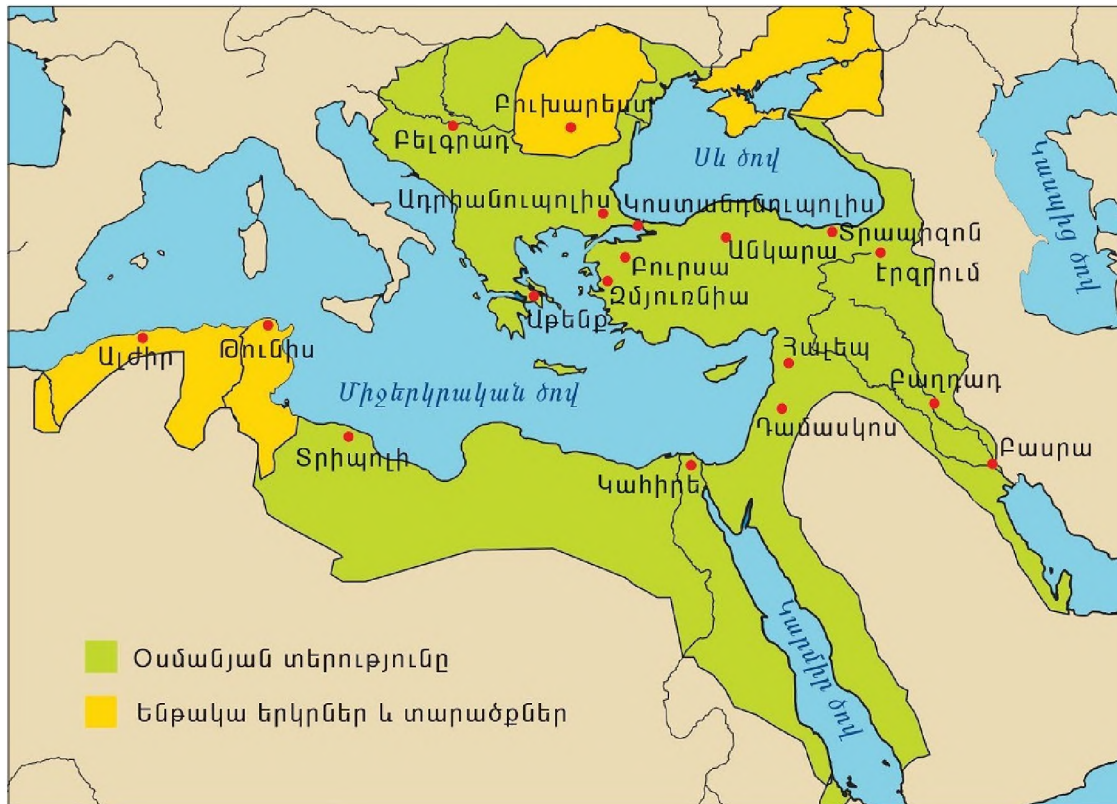 Բուխարեստ
Բելգրադ
Սև ծով
Կասպից ծով
Ադրիանուպոլիս
Կոստանդնուպոլիս
Տրապիզոն
Անկարա
Էրզրում
Բուրսա
Զմյուռնիա
Աթենք
Ալժիր
Թունիս
Հալեպ
Միջերկրական ծով
Բաղդադ
Դամասկոս
Տրիպոլի
Կահիրե
Բասրա
Կարմիր ծով
Օսմանյան տերությունը
Ենթակա երկրներ և տարածքներ